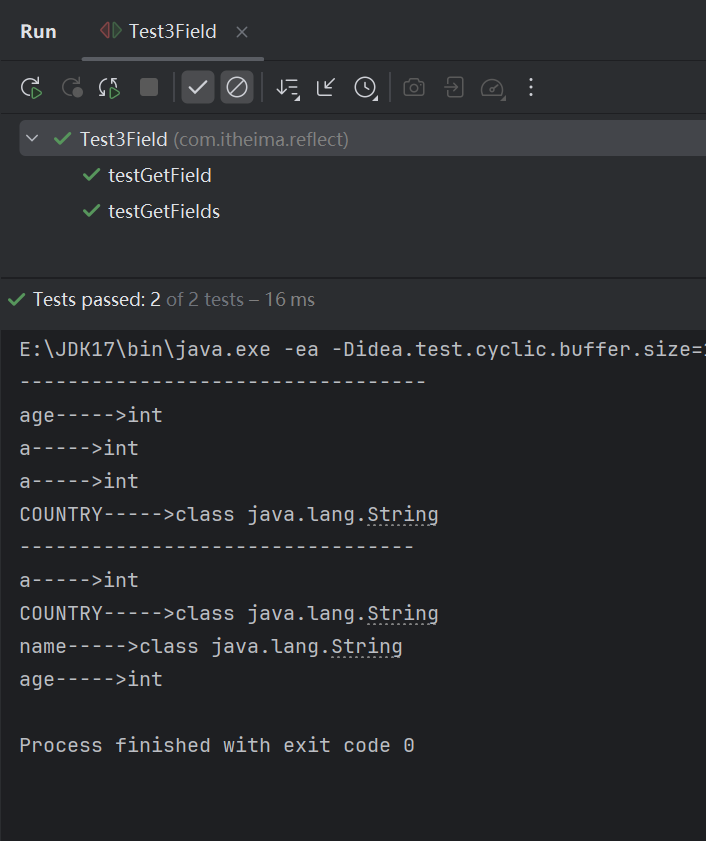 Run Test3Field
Test3Field (com.itheima.reflect)
testGetField
testGetFields
Tests passed: 2 of 2 tests – 16 ms
E:\JDK17\bin\java.exe -ea -Didea.test.cyclic.buffer.size=
----------------------------------
age----->int
a----->int
a----->int
COUNTRY----->class java.lang.String
---------------------------------
a----->int
COUNTRY----->class java.lang.String
name----->class java.lang.String
age----->int
Process finished with exit code 0